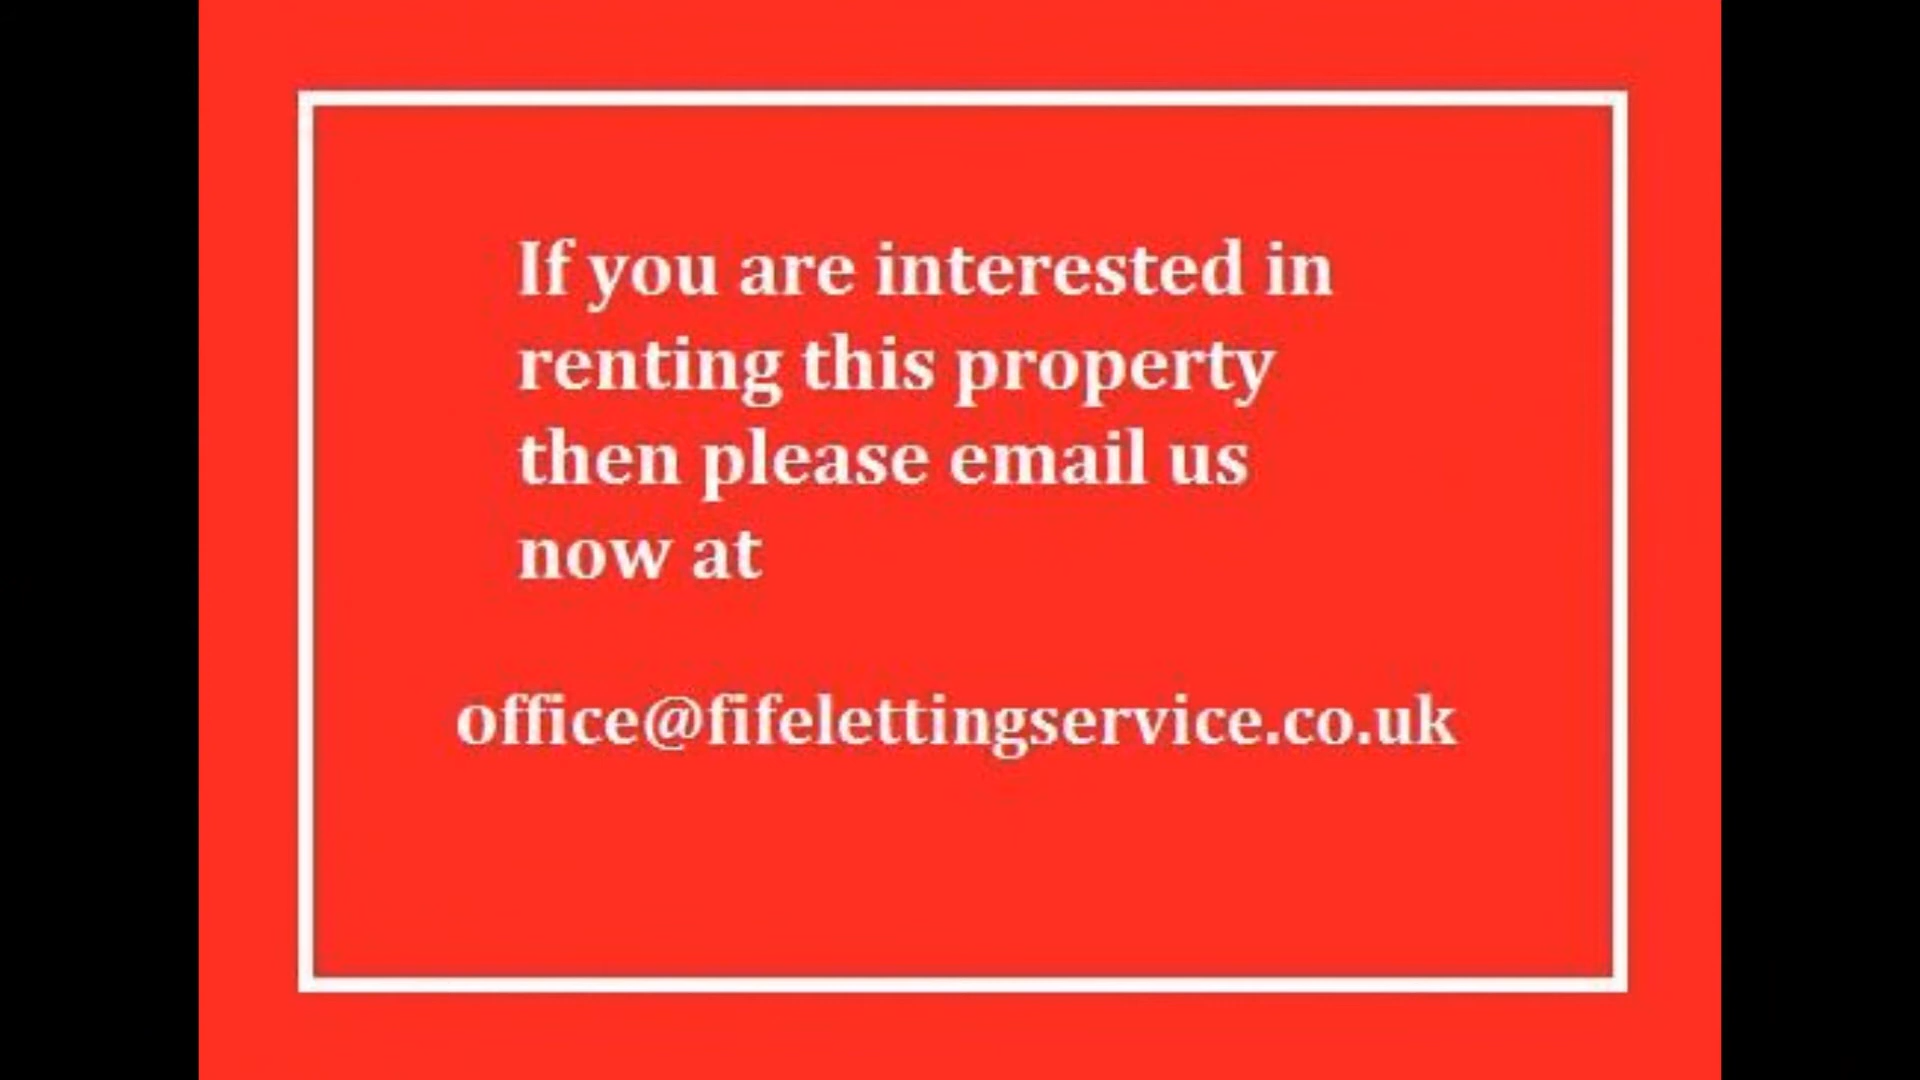 If you are interested in
renting this property
then please email us
now at
office@fifelettingservice.co.uk